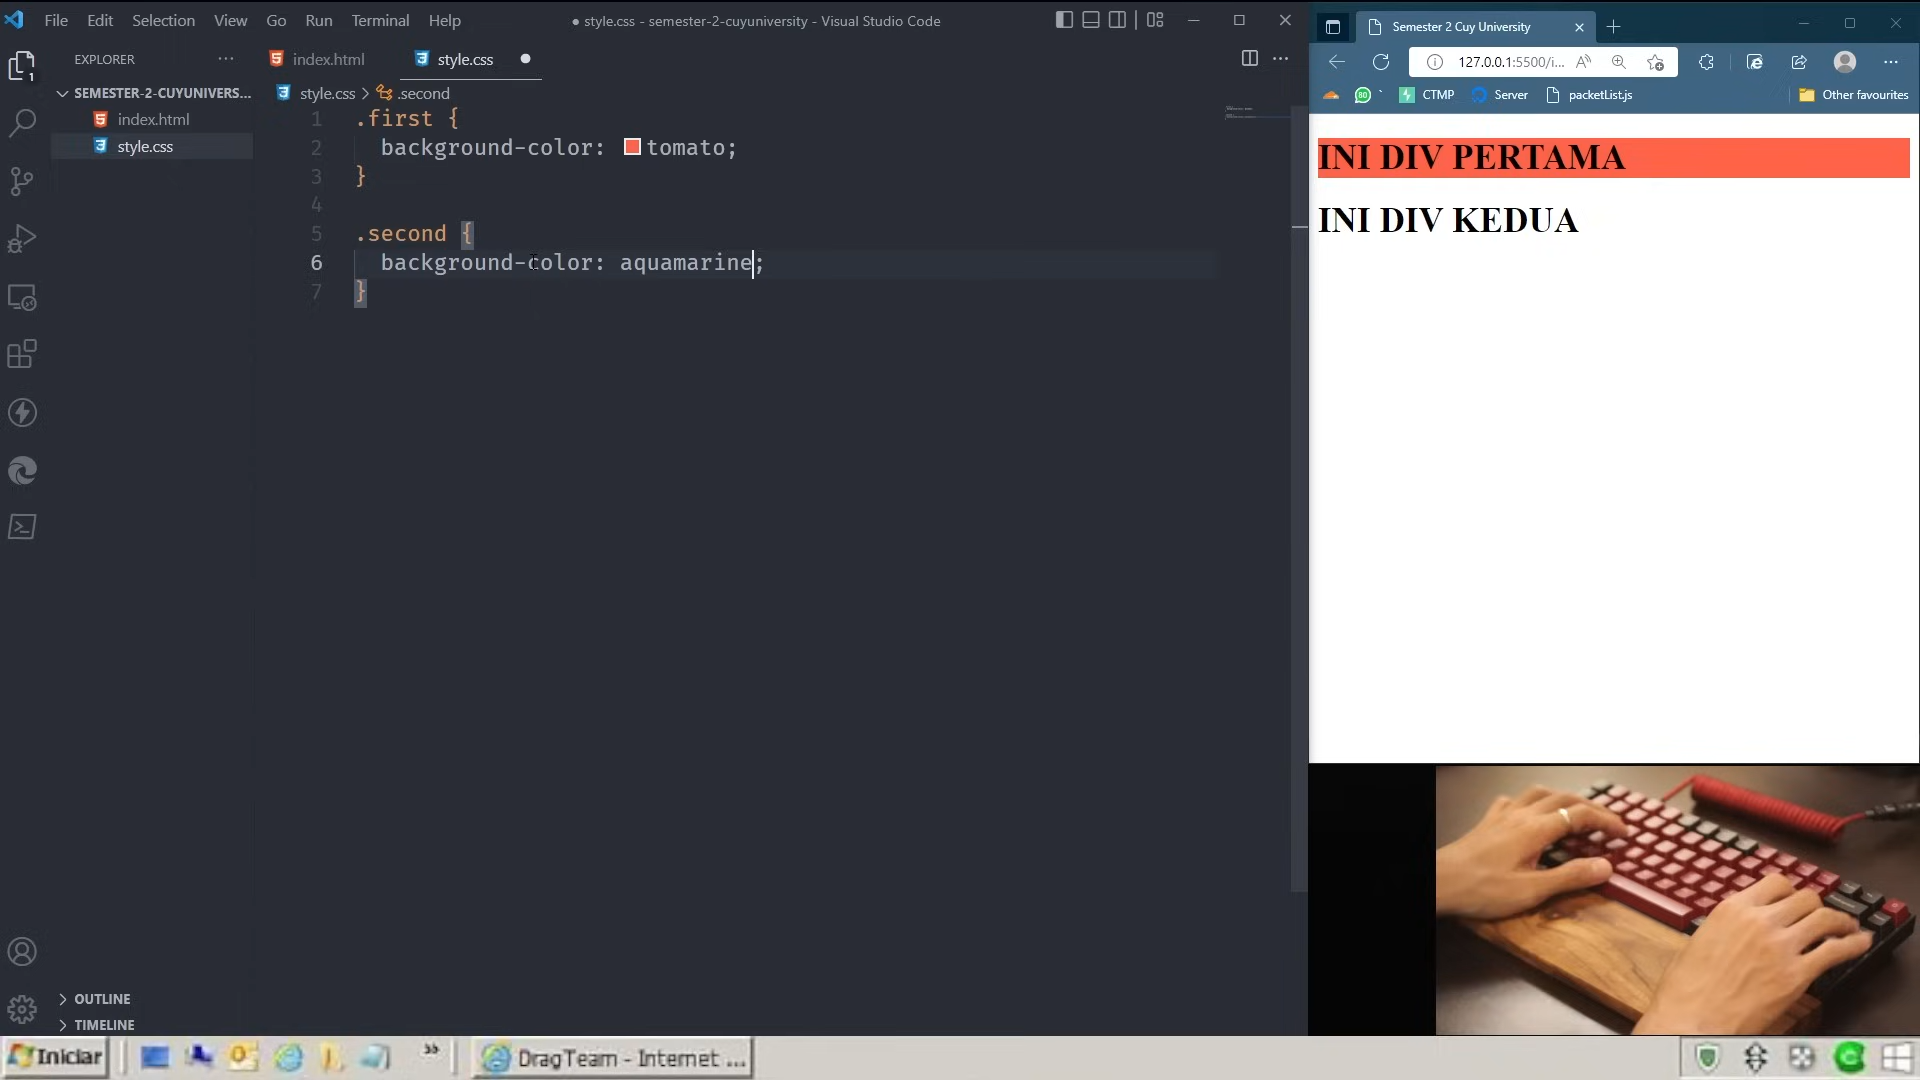 File Edit Selection View Go Run Terminal Help
● style.css - semester-2-cuyuniversity - Visual Studio Code
EXPLORER
SEMESTER-2-CUYUNIVERS...
index.html
style.css
1
index.html
style.css
style.css > .second
1 .first {
2 background-color: tomato;
3 }
4
5 .second {
6 background-color: aquamarine;
7 }
OUTLINE
TIMELINE
Semester 2 Cuy University
127.0.0.1:5500/i...
80 CTMP Server packetList.js Other favourites
INI DIV PERTAMA
INI DIV KEDUA
Iniciar
DragTeam - Internet ...